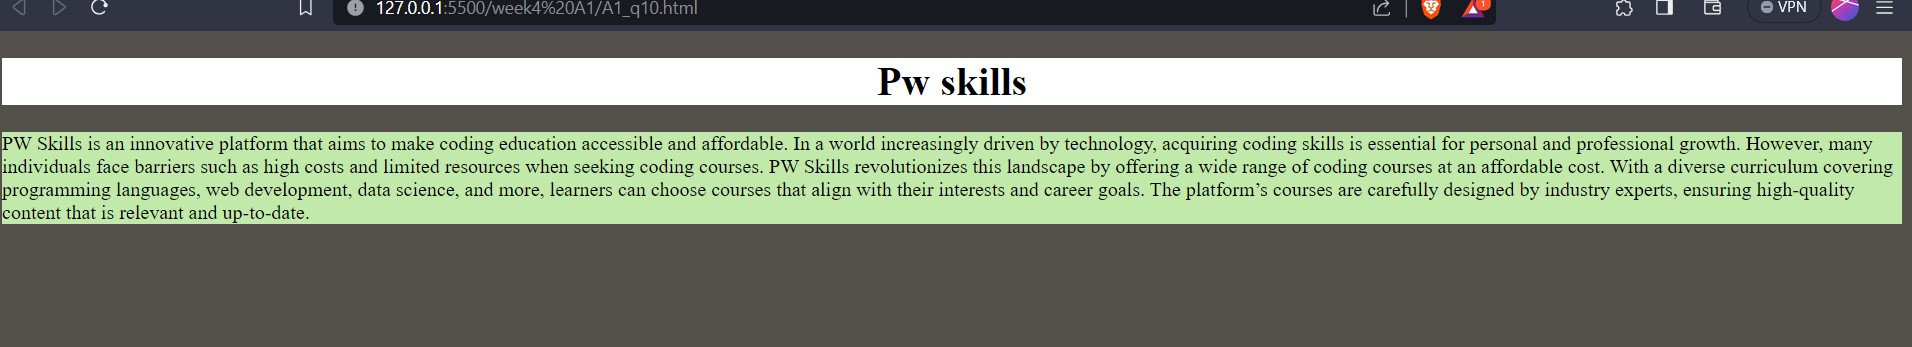 127.0.0.1:5500/week4%20A1/A1_q10.html
1
VPN
Pw skills
PW Skills is an innovative platform that aims to make coding education accessible and affordable. In a world increasingly driven by technology, acquiring coding skills is essential for personal and professional growth. However, many
individuals face barriers such as high costs and limited resources when seeking coding courses. PW Skills revolutionizes this landscape by offering a wide range of coding courses at an affordable cost. With a diverse curriculum covering
programming languages, web development, data science, and more, learners can choose courses that align with their interests and career goals. The platform’s courses are carefully designed by industry experts, ensuring high-quality
content that is relevant and up-to-date.